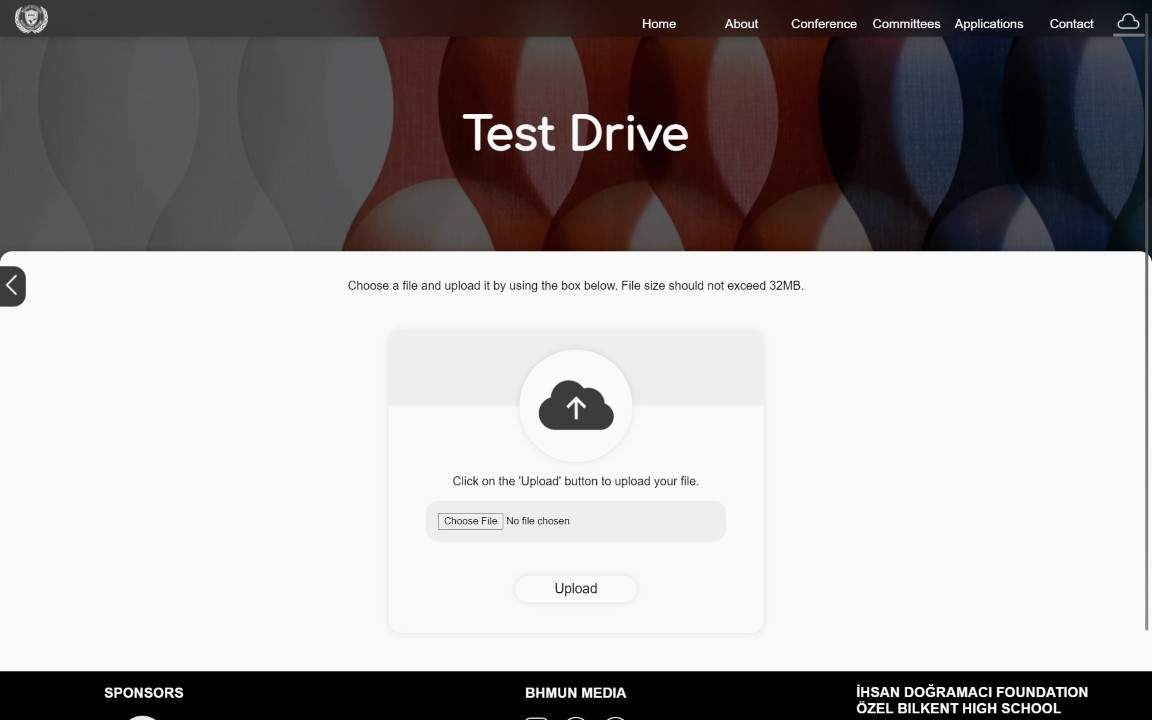 Home About Conference Committees Applications Contact
Test Drive
Choose a file and upload it by using the box below. File size should not exceed 32MB.
Click on the 'Upload' button to upload your file.
Choose File No file chosen
Upload
SPONSORS
BHMUN MEDIA
İHSAN DOĞRAMACI FOUNDATION
ÖZEL BILKENT HIGH SCHOOL